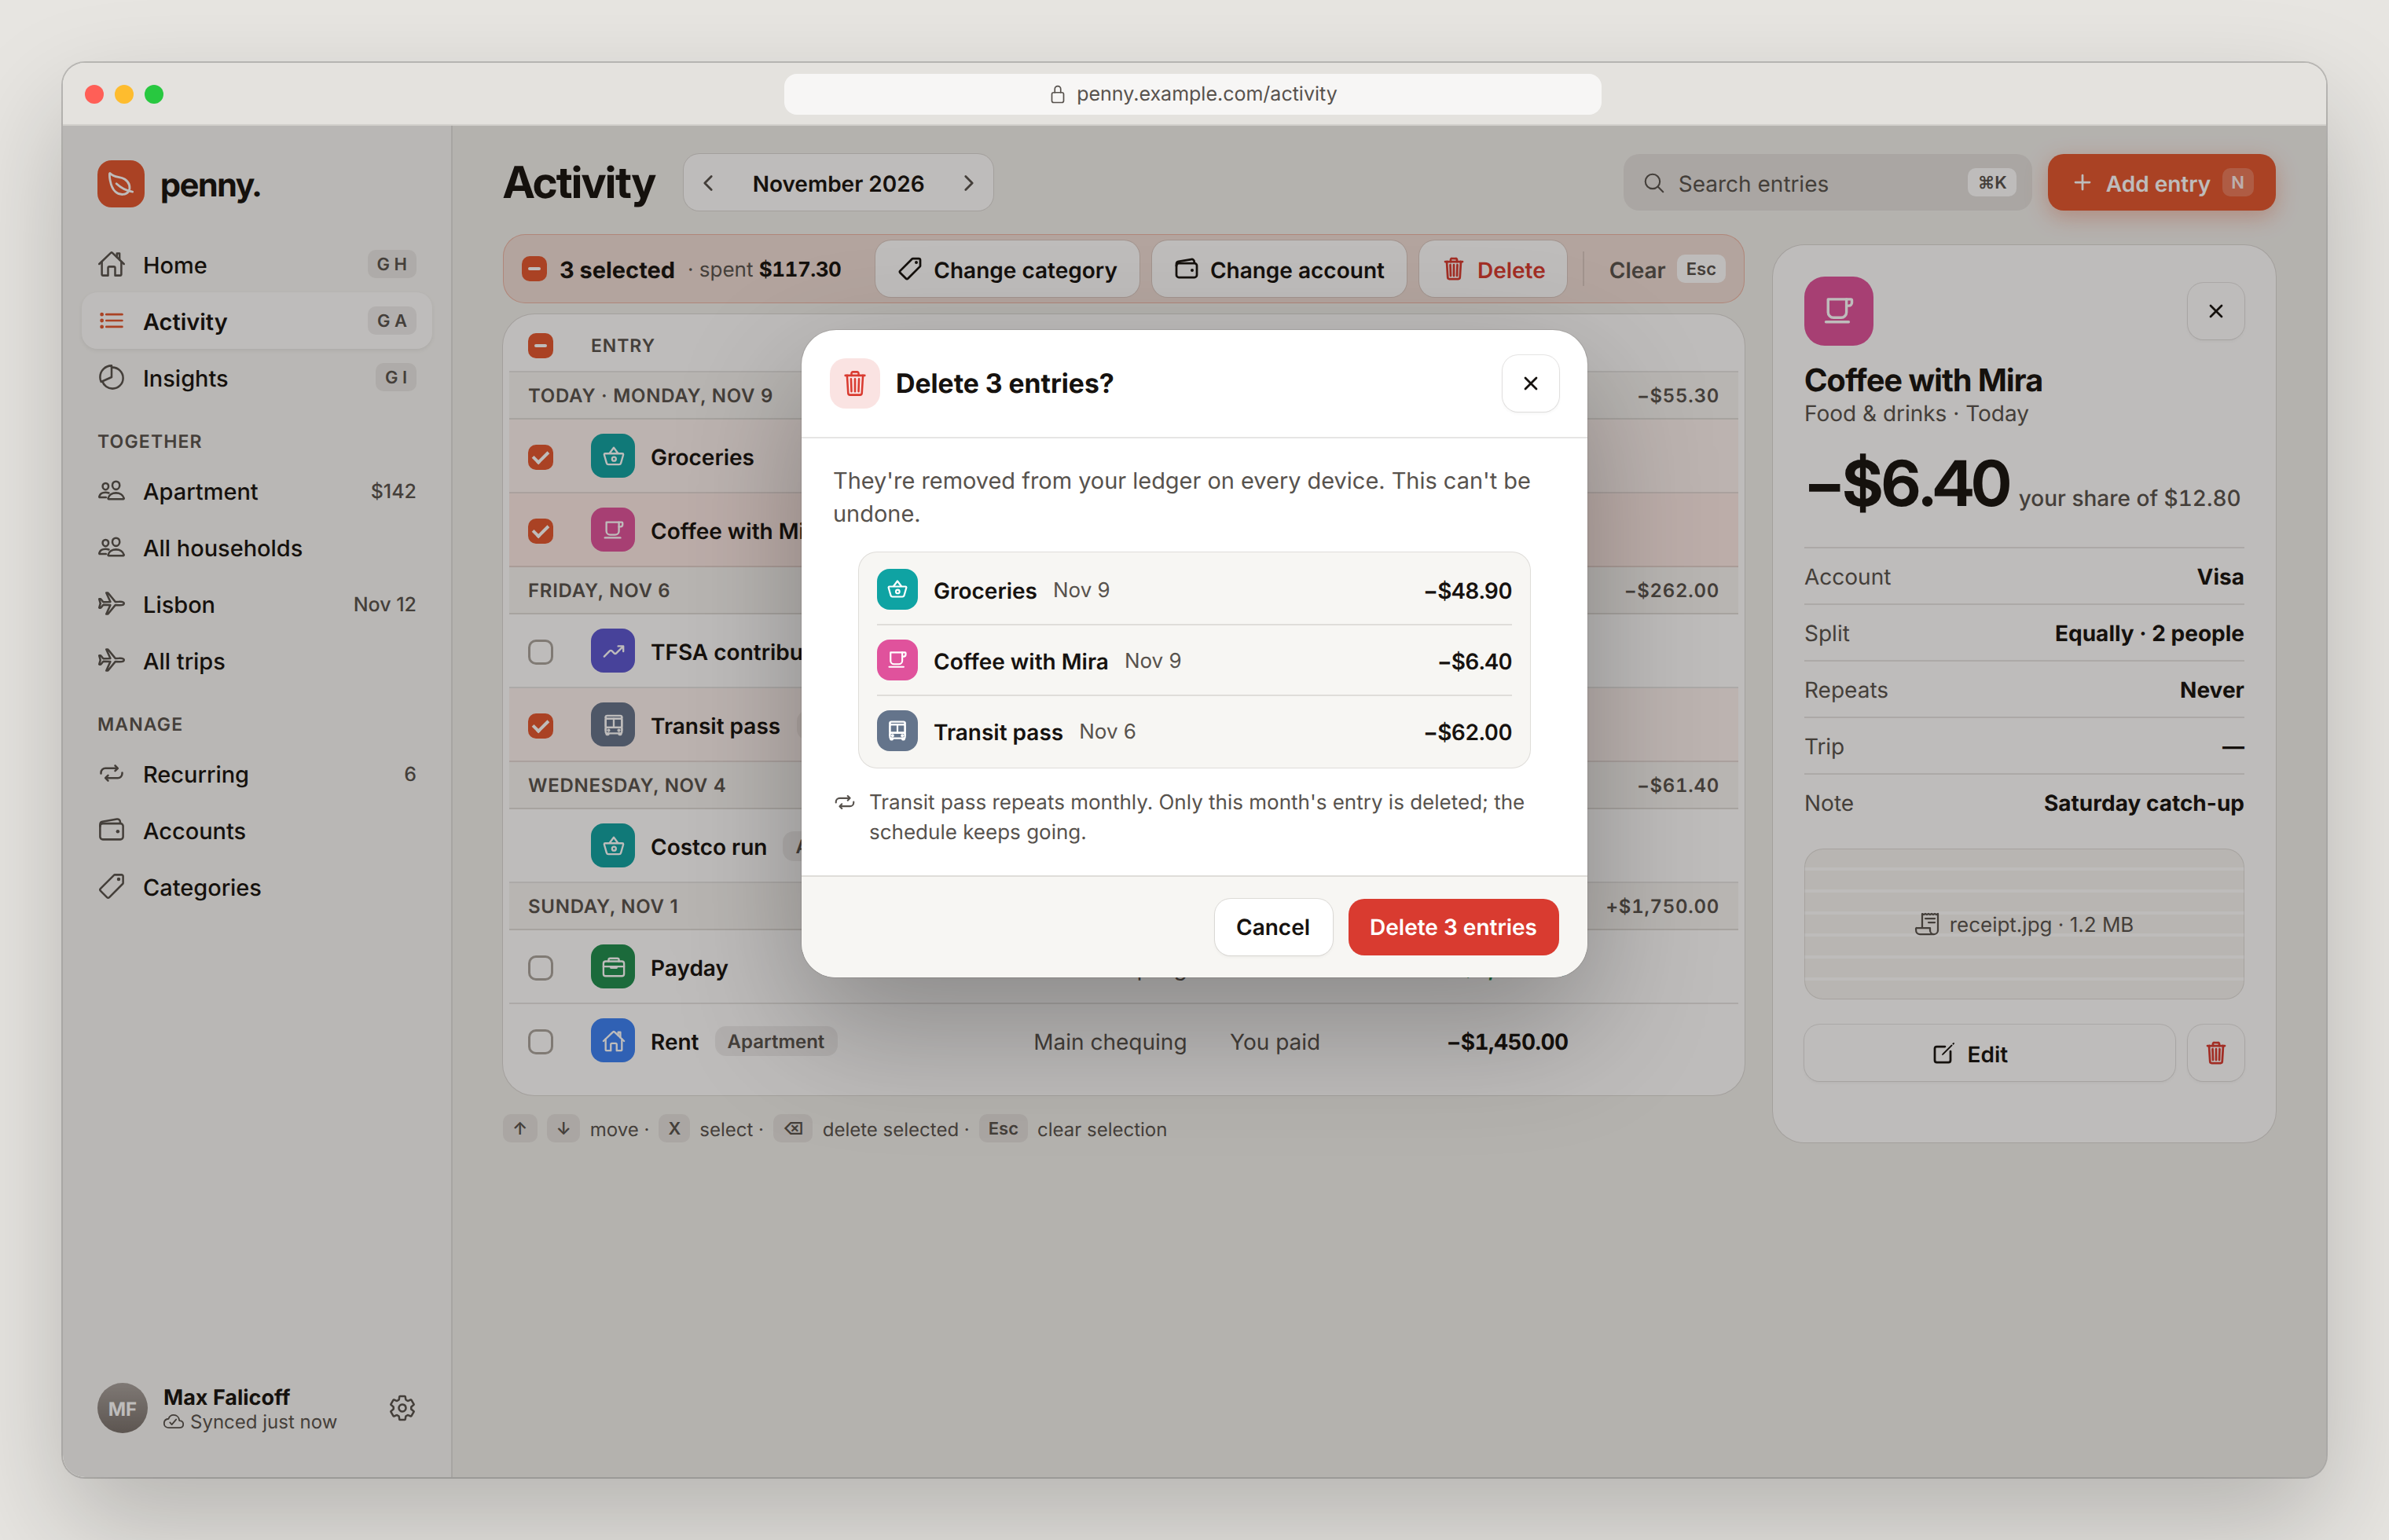 penny.example.com/activity
penny.
Home G H
Activity G A
Insights G I
TOGETHER
Apartment $142
All households
Lisbon Nov 12
All trips
MANAGE
Recurring 6
Accounts
Categories
MF
Max Falicoff
Synced just now
Activity
November 2026
Search entries ⌘K
+ Add entry N
3 selected · spent $117.30
Change category
Change account
Delete
Clear Esc
ENTRY
TODAY · MONDAY, NOV 9 −$55.30
Groceries
Coffee with
FRIDAY, NOV 6 −$262.00
TFSA
Transit pass
WEDNESDAY, NOV 4 −$61.40
Costco run
SUNDAY, NOV 1 +$1,750.00
Payday
Rent Apartment Main chequing You paid −$1,450.00
↑ ↓ move · X select · ⌫ delete selected · Esc clear selection
Delete 3 entries?
They're removed from your ledger on every device. This can't be
undone.
Groceries Nov 9 −$48.90
Coffee with Mira Nov 9 −$6.40
Transit pass Nov 6 −$62.00
Transit pass repeats monthly. Only this month's entry is deleted; the
schedule keeps going.
Cancel
Delete 3 entries
Coffee with Mira
Food & drinks · Today
−$6.40 your share of $12.80
Account Visa
Split Equally · 2 people
Repeats Never
Trip —
Note Saturday catch-up
receipt.jpg · 1.2 MB
Edit